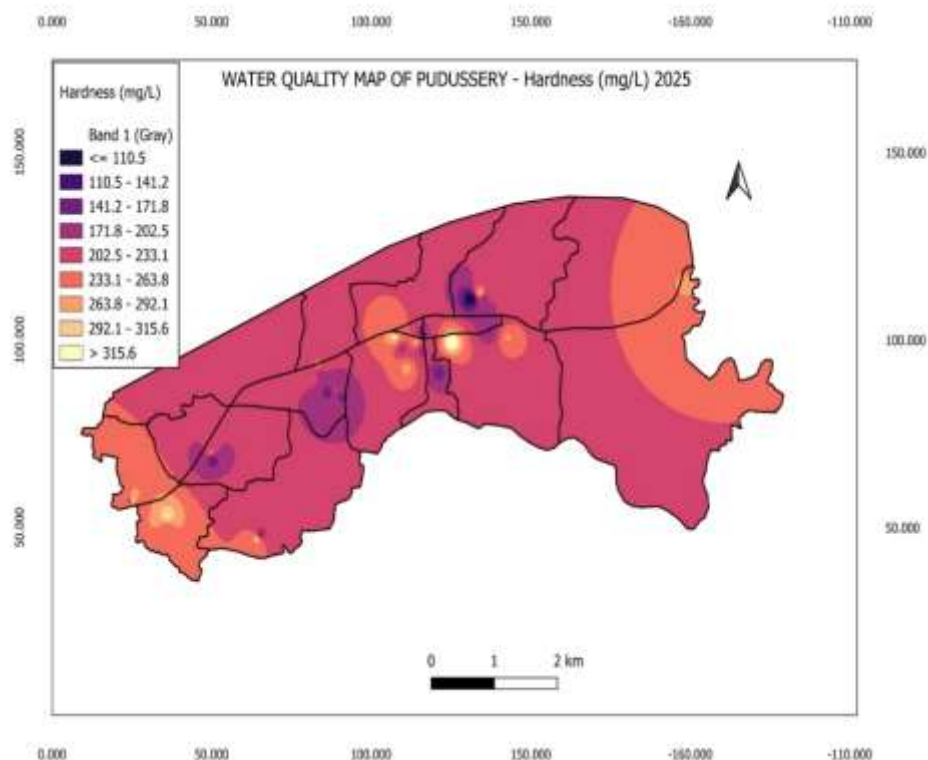 0.000 50.000 100.000 150.000 -160.000 -110.000
WATER QUALITY MAP OF PUDUSSERY - Hardness (mg/L) 2025
Hardness (mg/L)
Band 1 (Gray)
<= 110.5
110.5 - 141.2
141.2 - 171.8
171.8 - 202.5
202.5 - 233.1
233.1 - 263.8
263.8 - 292.1
292.1 - 315.6
> 315.6
150.000
100.000
50.000
150.000
100.000
50.000
0 1 2 km
0.000 50.000 100.000 150.000 -160.000 -110.000